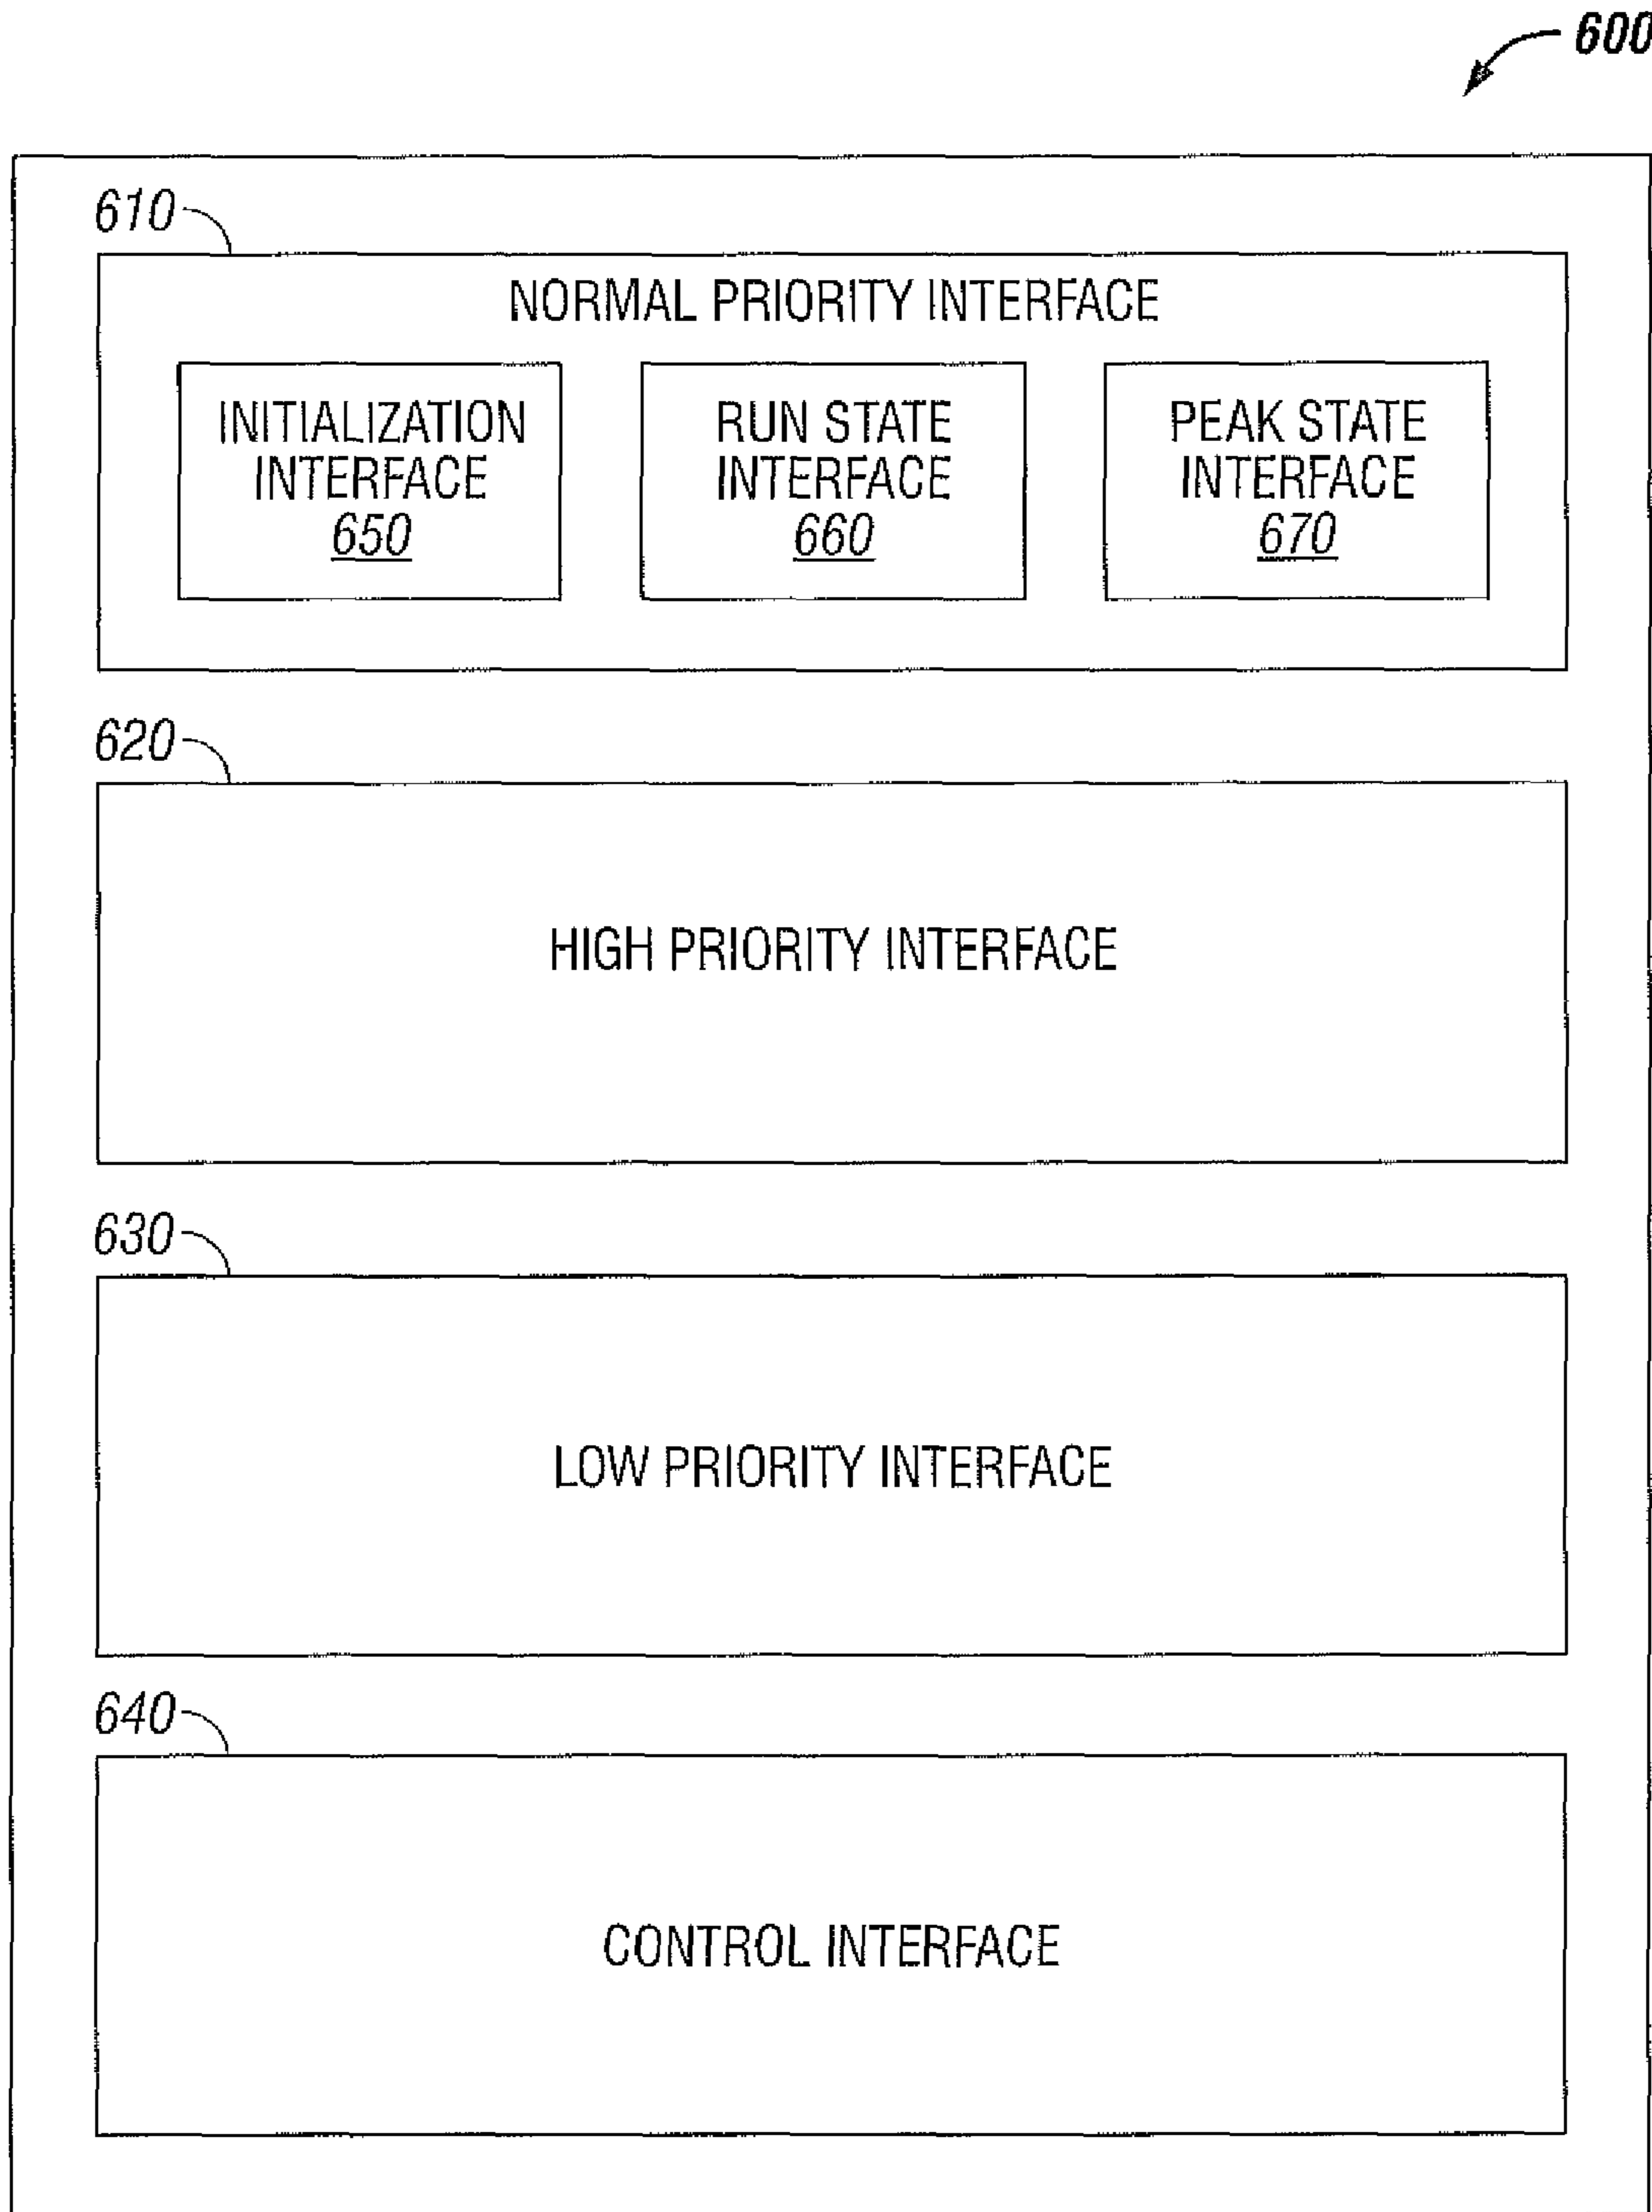 600
610
NORMAL PRIORITY INTERFACE
INITIALIZATION
INTERFACE
650
RUN STATE
INTERFACE
660
PEAK STATE
INTERFACE
670
620
HIGH PRIORITY INTERFACE
630
LOW PRIORITY INTERFACE
640
CONTROL INTERFACE